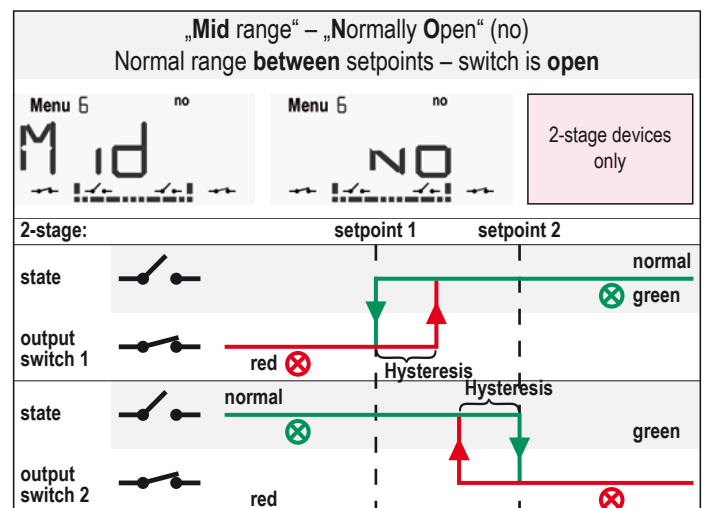 „Mid range“ – „Normally Open“ (no)
Normal range between setpoints – switch is open
Menu 6 no
Mid
Menu 6 no
NO
2-stage devices
only
2-stage: setpoint 1 setpoint 2
state
normal
green
output
switch 1
red
Hysteresis
Hysteresis
state
normal
green
output
switch 2
red